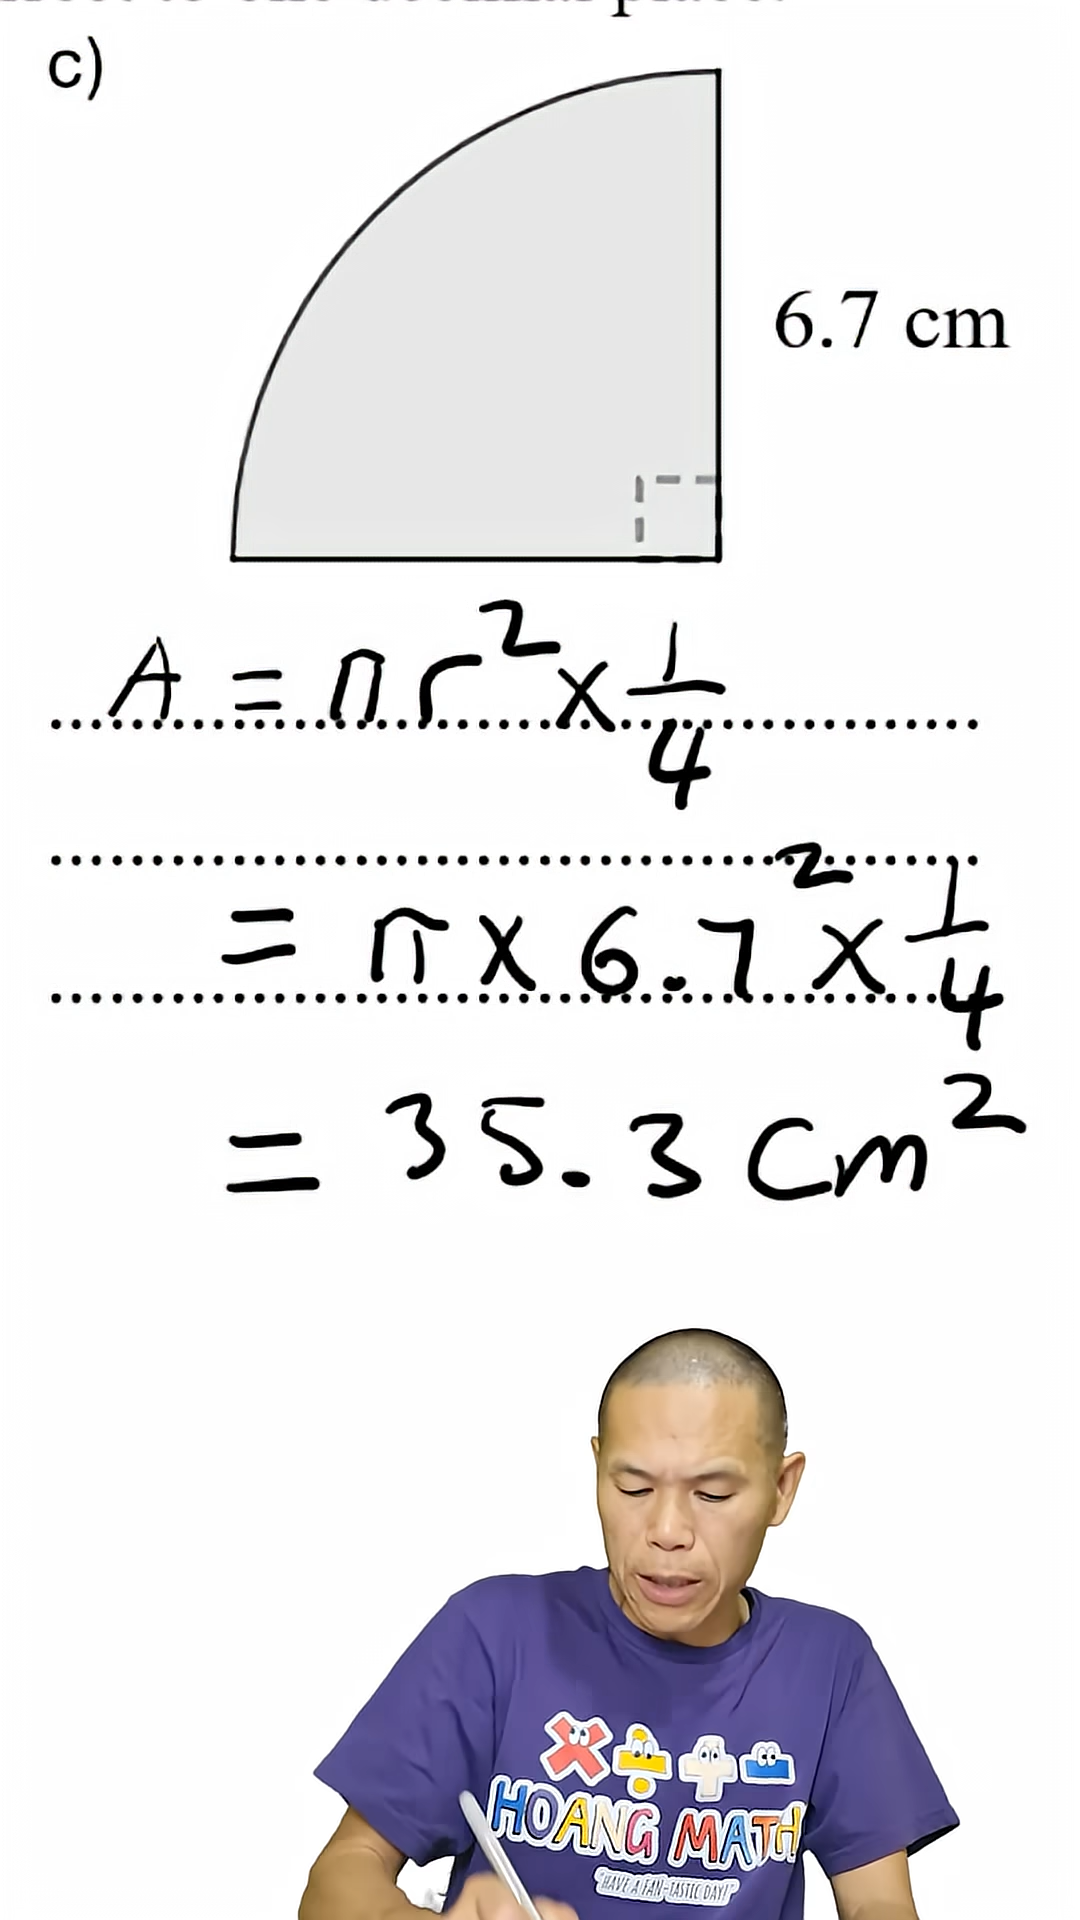 c)
6.7 cm
A = πr² × 1/4
= π × 6.7² × 1/4
= 35.3 cm²
HOANG MATH
"HAVE A FAN-TASTIC DAY!"